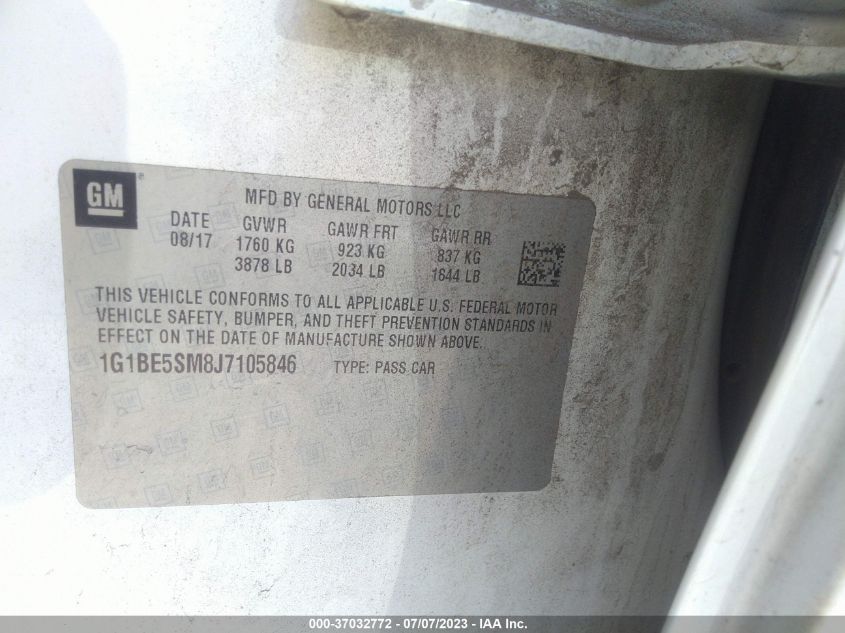 GM
MFD BY GENERAL MOTORS LLC
DATE GVWR GAWR FRT GAWR RR
08/17 1760 KG 923 KG 837 KG
3878 LB 2034 LB 1844 LB
THIS VEHICLE CONFORMS TO ALL APPLICABLE U.S. FEDERAL MOTOR
VEHICLE SAFETY, BUMPER, AND THEFT PREVENTION STANDARDS IN
EFFECT ON THE DATE OF MANUFACTURE SHOWN ABOVE.
1G1BE5SM8J7105846 TYPE: PASS CAR
000-37032772 - 07/07/2023 - IAA Inc.